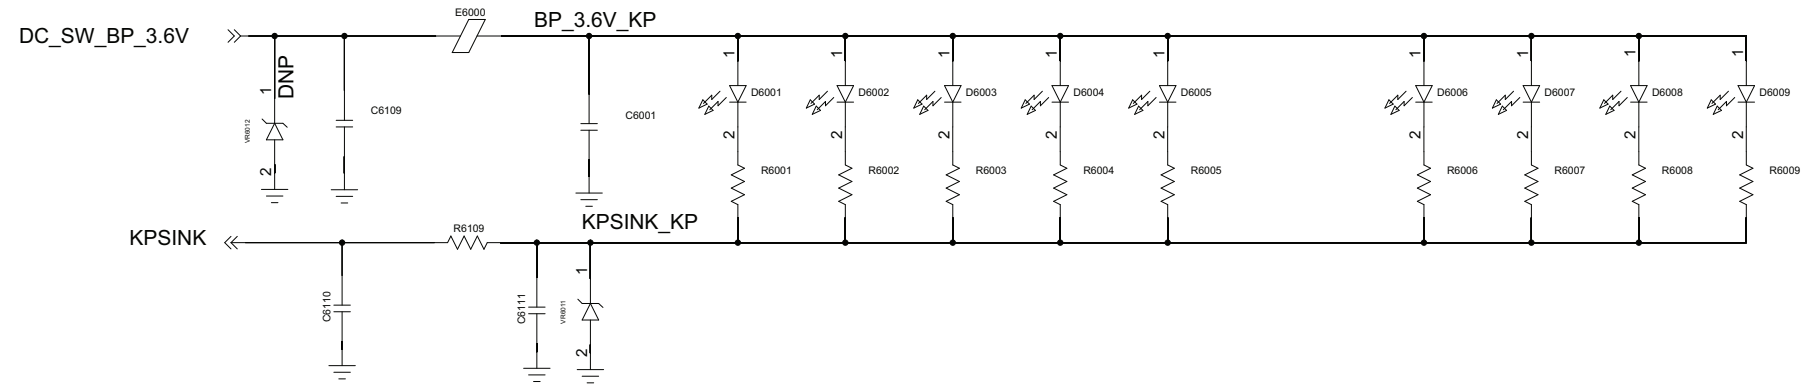 E6000
BP_3.6V_KP
DC_SW_BP_3.6V
DNP
1
1
1
1
1
1
1
1
1
1
D6001
D6002
D6003
D6004
D6005
D6006
D6007
D6008
D6009
C6109
C6001
VR6012
2
2
2
2
2
2
2
2
2
2
R6001
R6002
R6003
R6004
R6005
R6006
R6007
R6008
R6009
KPSINK_KP
R6109
KPSINK
1
C6110
C6111
VR6011
2